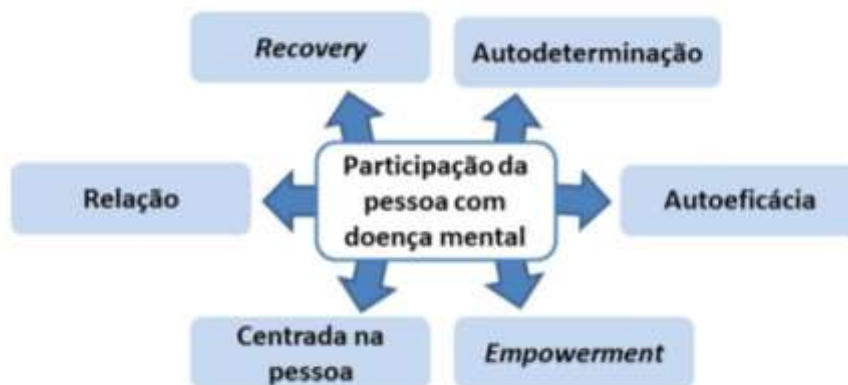 Recovery
Autodeterminação
Relação
Participação da
pessoa com
doença mental
Autoeficácia
Centrada na
pessoa
Empowerment